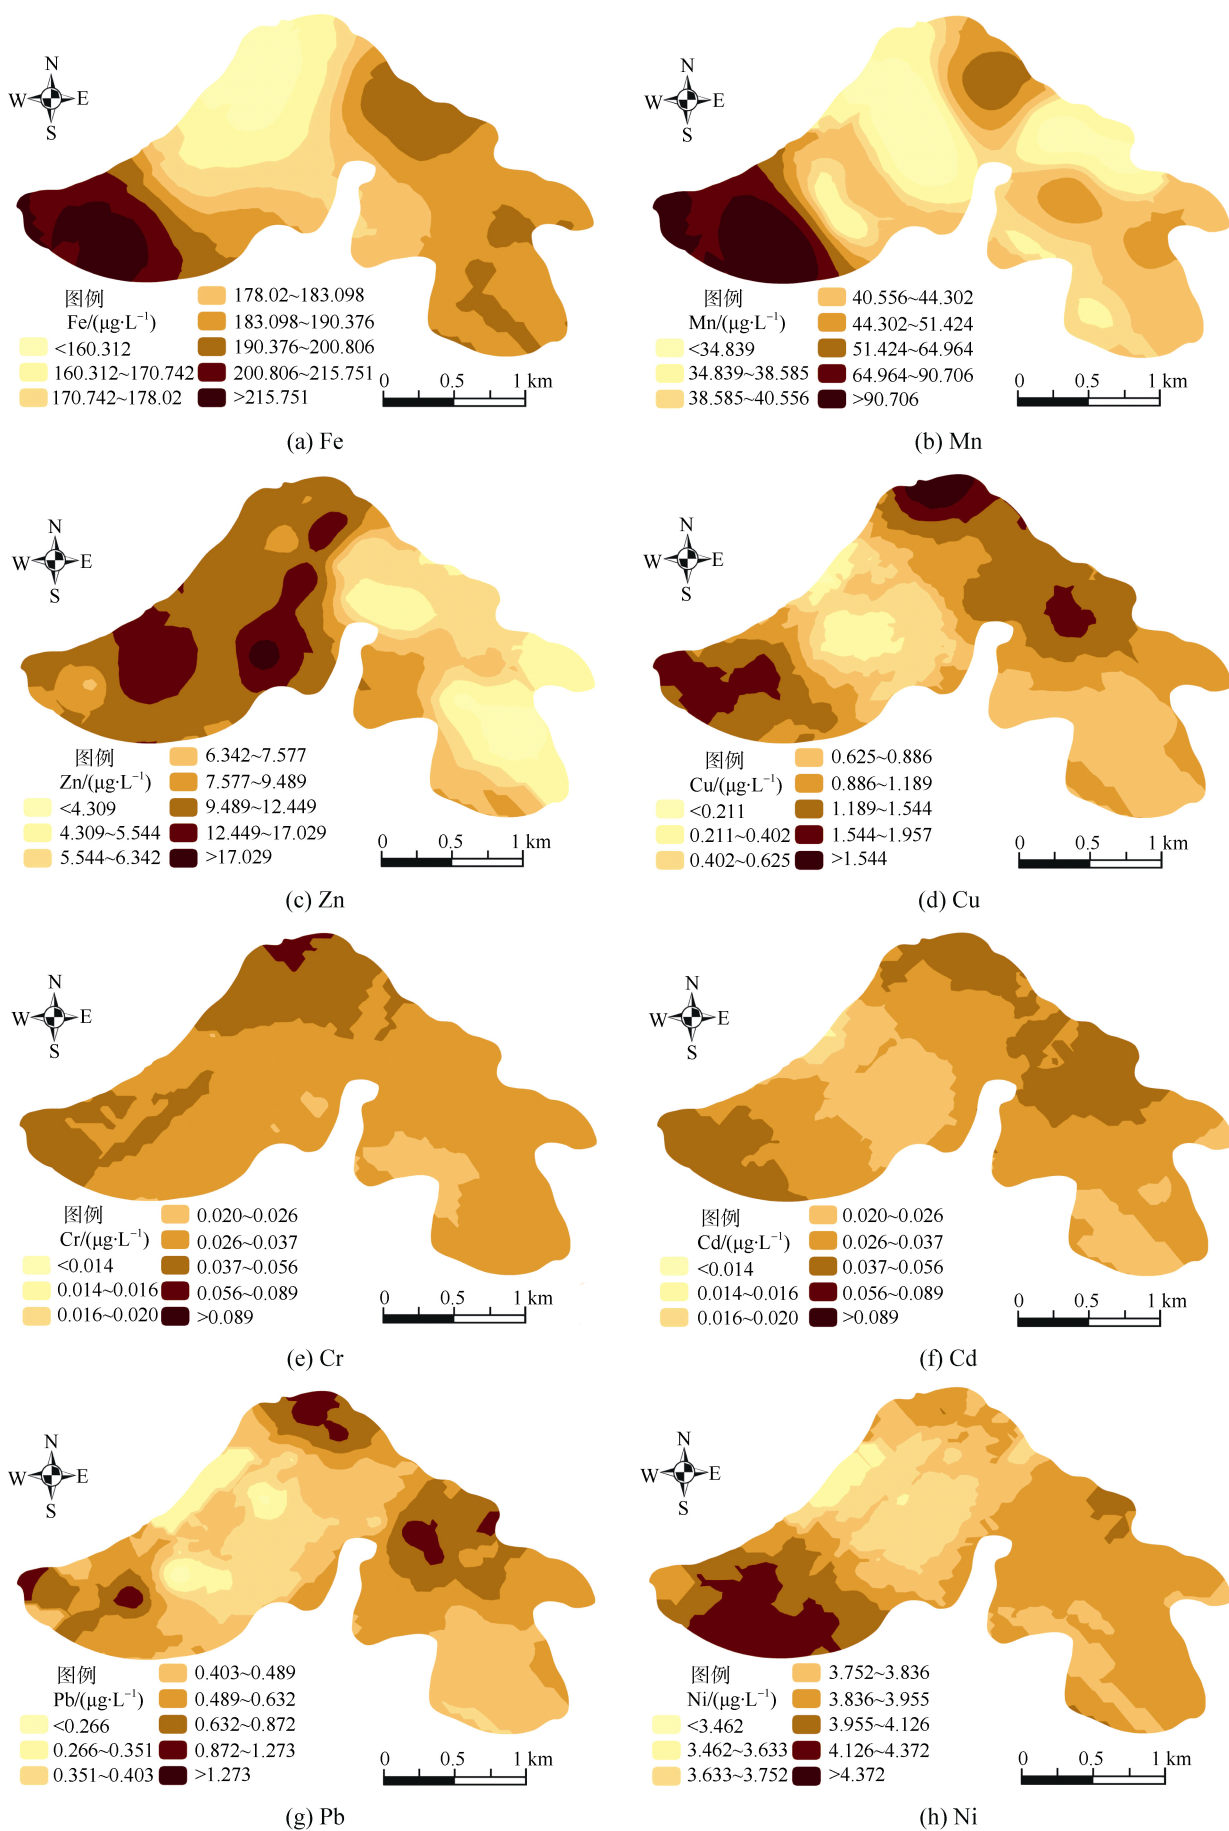 N
W E
S
图例
Fe/(μg·L⁻¹)
<160.312
160.312~170.742
170.742~178.02
178.02~183.098
183.098~190.376
190.376~200.806
200.806~215.751
>215.751
0 0.5 1 km
(a) Fe
N
W E
S
图例
Mn/(μg·L⁻¹)
<34.839
34.839~38.585
38.585~40.556
40.556~44.302
44.302~51.424
51.424~64.964
64.964~90.706
>90.706
0 0.5 1 km
(b) Mn
N
W E
S
图例
Zn/(μg·L⁻¹)
<4.309
4.309~5.544
5.544~6.342
6.342~7.577
7.577~9.489
9.489~12.449
12.449~17.029
>17.029
0 0.5 1 km
(c) Zn
N
W E
S
图例
Cu/(μg·L⁻¹)
<0.211
0.211~0.402
0.402~0.625
0.625~0.886
0.886~1.189
1.189~1.544
1.544~1.957
>1.544
0 0.5 1 km
(d) Cu
N
W E
S
图例
Cr/(μg·L⁻¹)
<0.014
0.014~0.016
0.016~0.020
0.020~0.026
0.026~0.037
0.037~0.056
0.056~0.089
>0.089
0 0.5 1 km
(e) Cr
N
W E
S
图例
Cd/(μg·L⁻¹)
<0.014
0.014~0.016
0.016~0.020
0.020~0.026
0.026~0.037
0.037~0.056
0.056~0.089
>0.089
0 0.5 1 km
(f) Cd
N
W E
S
图例
Pb/(μg·L⁻¹)
<0.266
0.266~0.351
0.351~0.403
0.403~0.489
0.489~0.632
0.632~0.872
0.872~1.273
>1.273
0 0.5 1 km
(g) Pb
N
W E
S
图例
Ni/(μg·L⁻¹)
<3.462
3.462~3.633
3.633~3.752
3.752~3.836
3.836~3.955
3.955~4.126
4.126~4.372
>4.372
0 0.5 1 km
(h) Ni